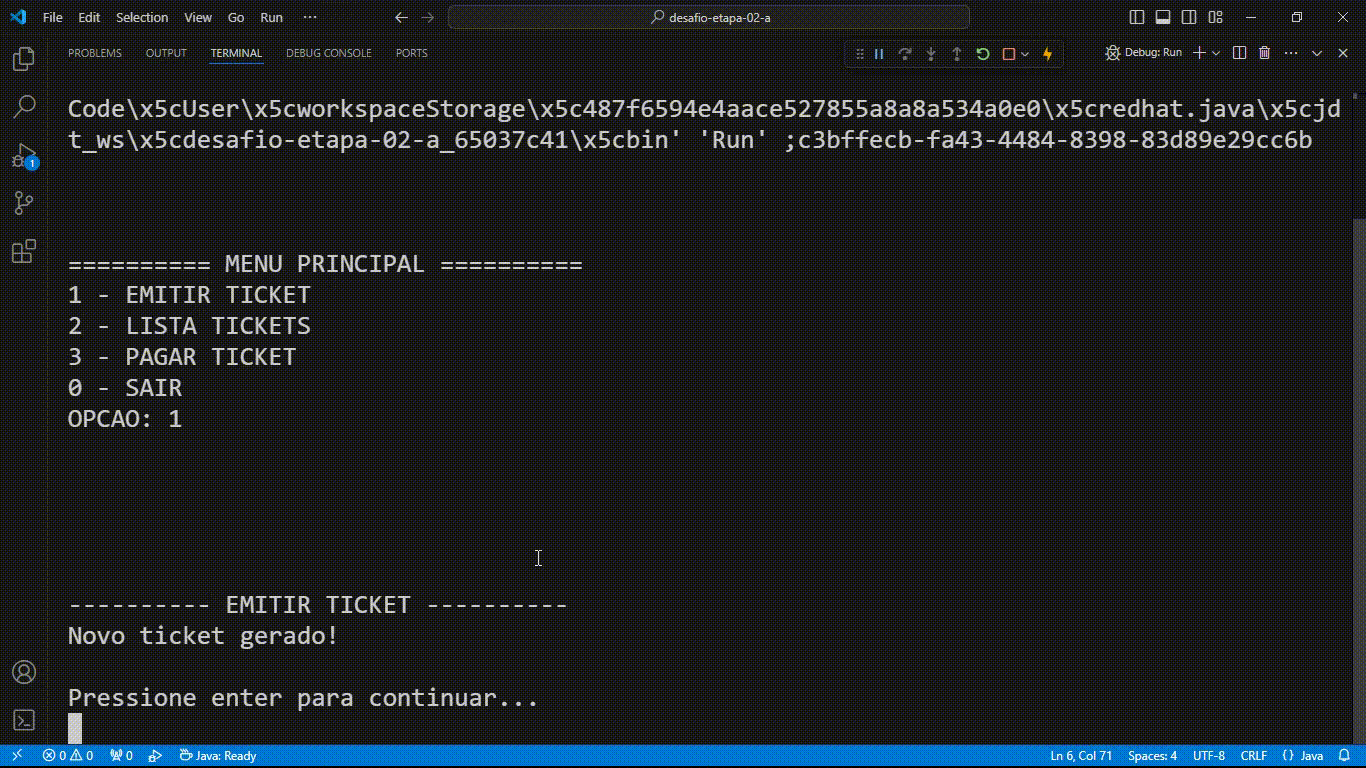 File Edit Selection View Go Run ··· desafio-etapa-02-a
PROBLEMS OUTPUT TERMINAL DEBUG CONSOLE PORTS Debug: Run
Code\x5cUser\x5cworkspaceStorage\x5c487f6594e4aace527855a8a8a534a0e0\x5credhat.java\x5cjd
t_ws\x5cdesafio-etapa-02-a_65037c41\x5cbin' 'Run' ;c3bffecb-fa43-4484-8398-83d89e29cc6b
1
========== MENU PRINCIPAL ==========
1 - EMITIR TICKET
2 - LISTA TICKETS
3 - PAGAR TICKET
0 - SAIR
OPCAO: 1
---------- EMITIR TICKET ----------
Novo ticket gerado!
Pressione enter para continuar...
0 0 0 Java: Ready Ln 6, Col 71 Spaces: 4 UTF-8 CRLF {} Java